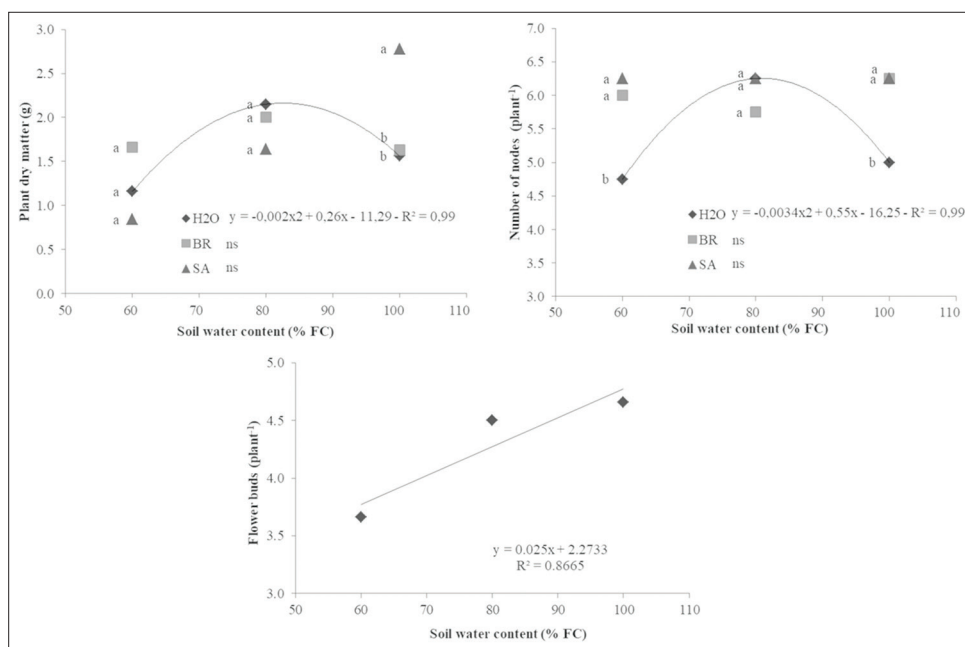 3.0
2.5
2.0
1.5
1.0
0.5
0.0
Plant dry matter (g)
a
a
a
a
a
a
a
b
b
H2O y = -0.002x2 + 0,26x - 11,29 - R² = 0,99
BR ns
SA ns
50 60 70 80 90 100 110
Soil water content (% FC)
7.0
6.5
6.0
5.5
5.0
4.5
4.0
3.5
3.0
Number of nodes (plant⁻¹)
a
a
b
a
a
a
a
a
b
H2O y = -0.0034x2 + 0,55x - 16,25 - R² = 0,99
BR ns
SA ns
50 60 70 80 90 100 110
Soil water content (% FC)
5.0
4.5
4.0
3.5
3.0
Flower buds (plant⁻¹)
y = 0.025x + 2.2733
R² = 0.8665
50 60 70 80 90 100 110
Soil water content (% FC)